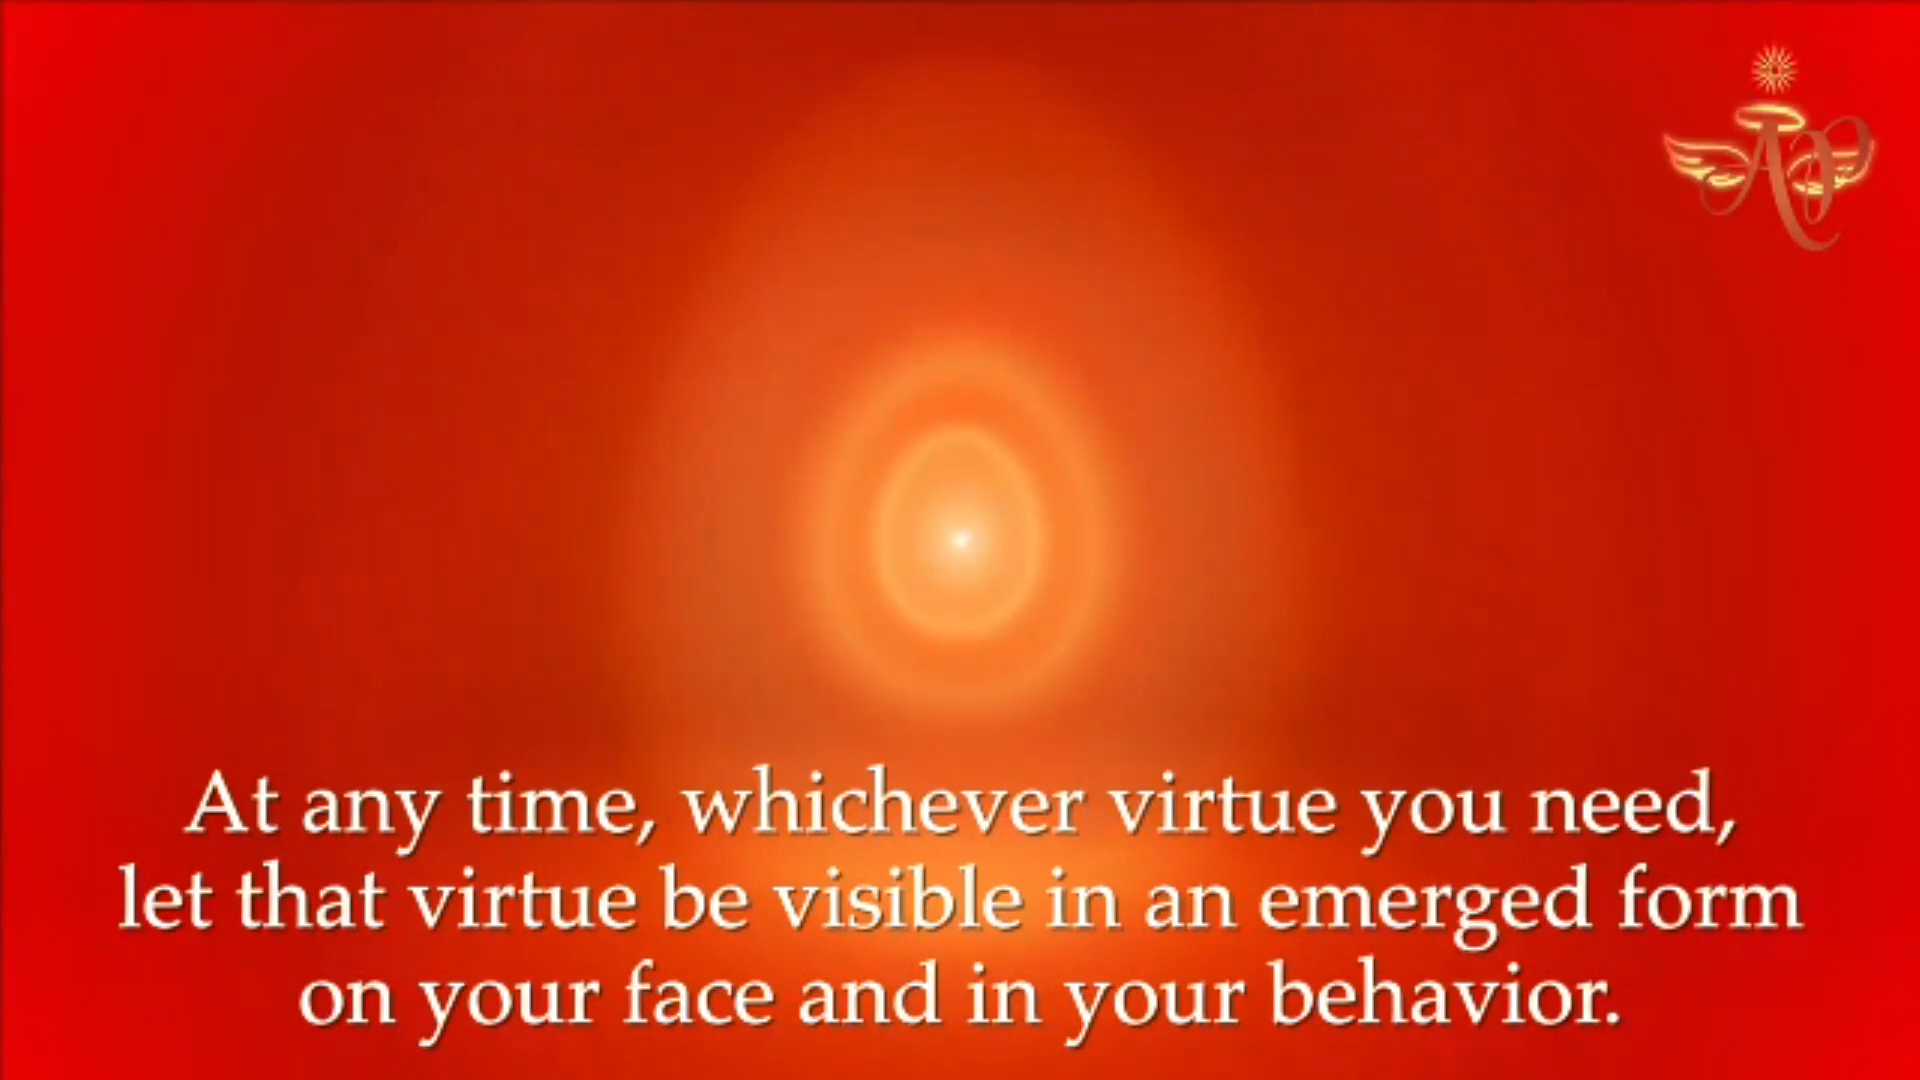 At any time, whichever virtue you need,
let that virtue be visible in an emerged form
on your face and in your behavior.